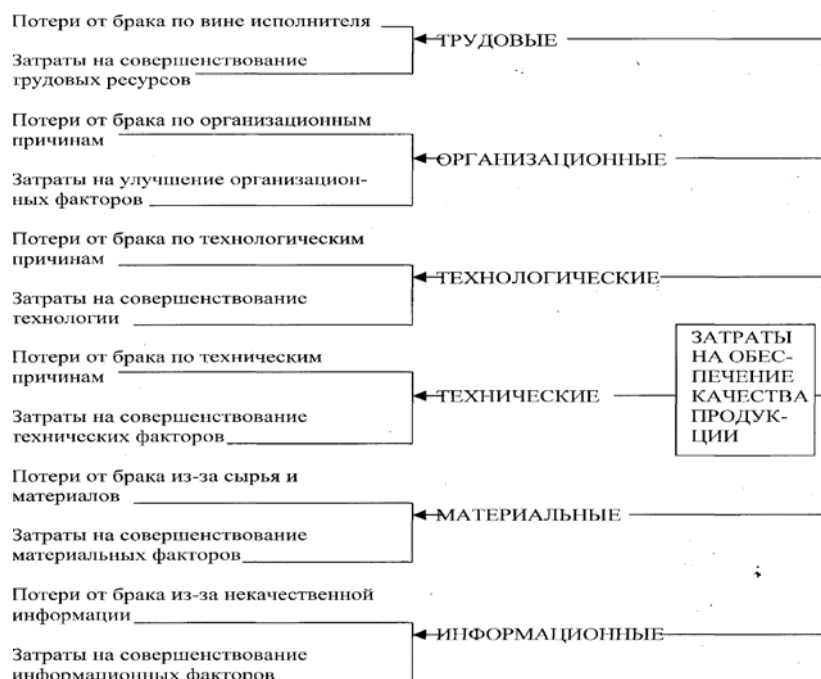 Потери от брака по вине исполнителя
ТРУДОВЫЕ
Затраты на совершенствование
трудовых ресурсов
Потери от брака по организационным
причинам
ОРГАНИЗАЦИОННЫЕ
Затраты на улучшение организацион-
ных факторов
Потери от брака по технологическим
причинам
ТЕХНОЛОГИЧЕСКИЕ
Затраты на совершенствование
технологии
Потери от брака по техническим
причинам
ТЕХНИЧЕСКИЕ
Затраты на совершенствование
технических факторов
ЗАТРАТЫ
НА ОБЕС-
ПЕЧЕНИЕ
КАЧЕСТВА
ПРОДУК-
ЦИИ
Потери от брака из-за сырья и
материалов
МАТЕРИАЛЬНЫЕ
Затраты на совершенствование
материальных факторов
Потери от брака из-за некачественной
информации
ИНФОРМАЦИОННЫЕ
Затраты на совершенствование
информационных факторов